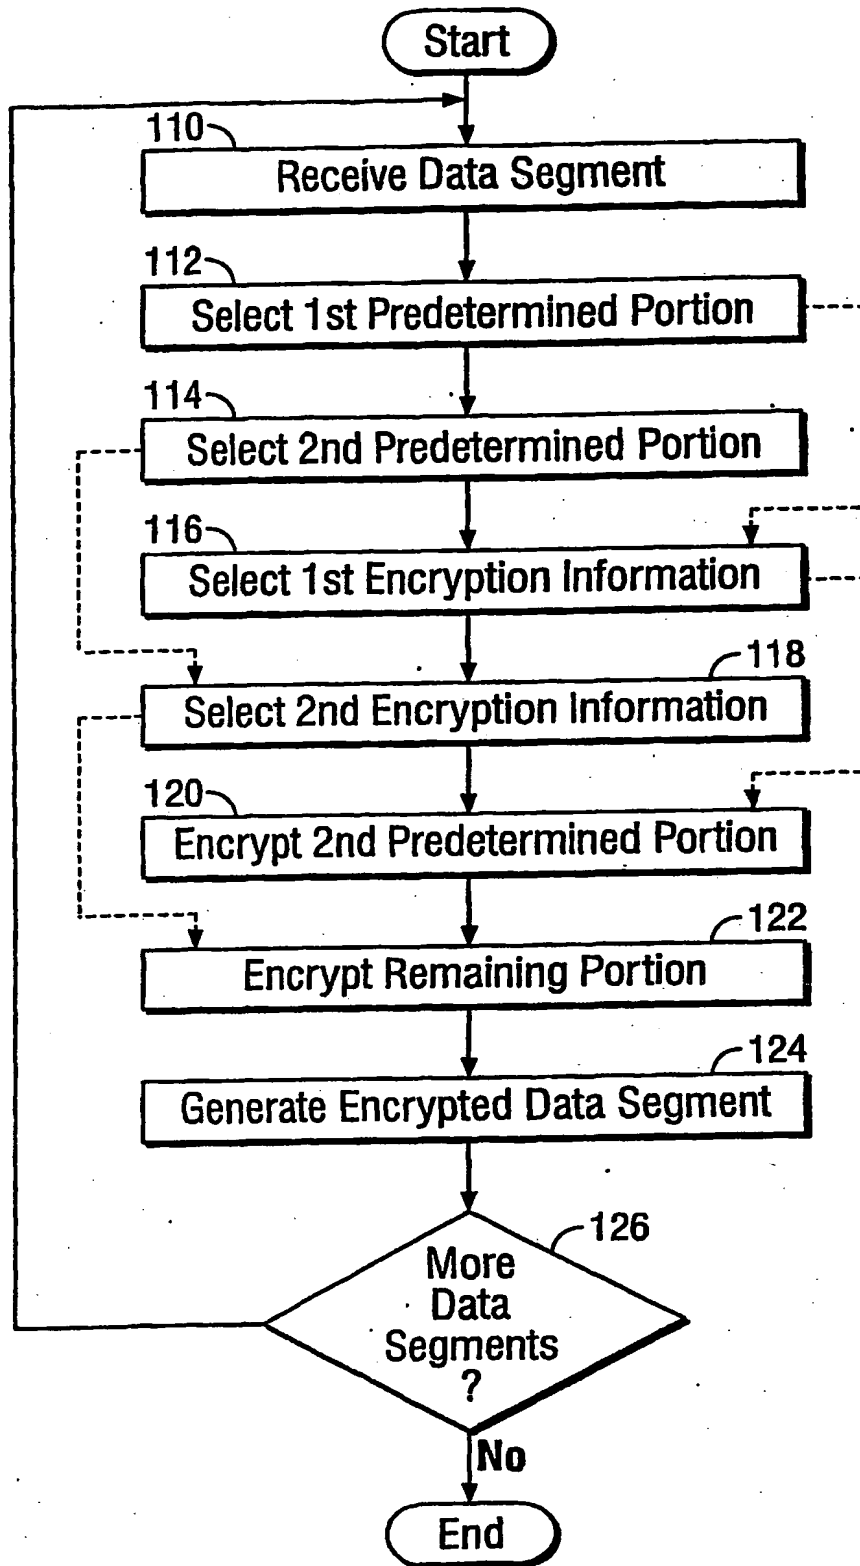 Start
110
Receive Data Segment
112
Select 1st Predetermined Portion
114
Select 2nd Predetermined Portion
116
Select 1st Encryption Information
118
Select 2nd Encryption Information
120
Encrypt 2nd Predetermined Portion
122
Encrypt Remaining Portion
124
Generate Encrypted Data Segment
126
More
Data
Segments
?
No
End